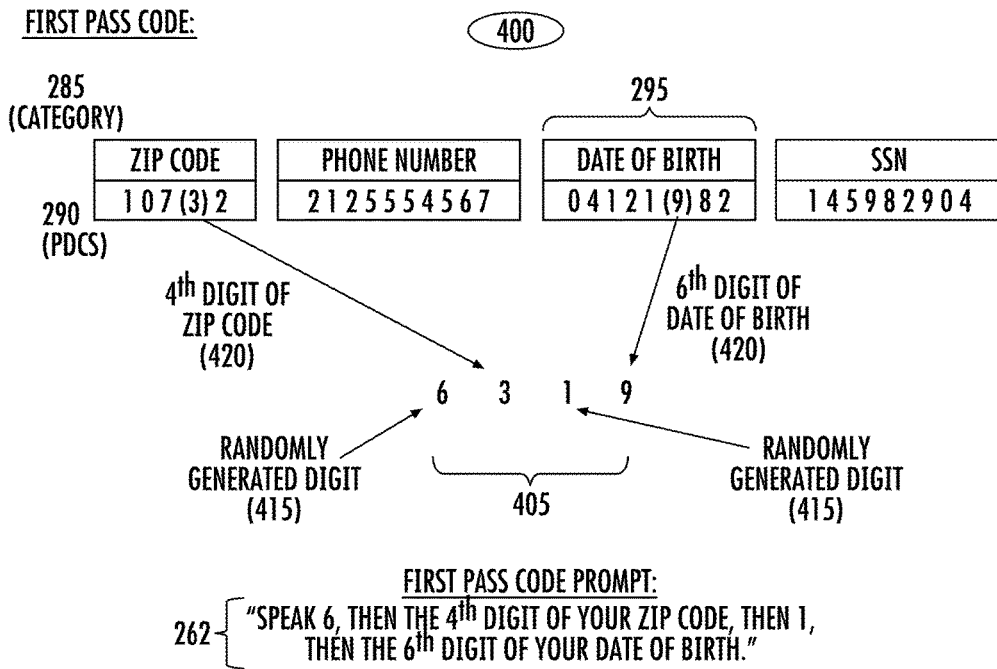 FIRST PASS CODE:
400
285
(CATEGORY)
295
ZIP CODE PHONE NUMBER DATE OF BIRTH SSN
1 0 7 (3) 2 2 1 2 5 5 5 4 5 6 7 0 4 1 2 1 (9) 8 2 1 4 5 9 8 2 9 0 4
290
(PDCS)
4th DIGIT OF
ZIP CODE
(420)
6th DIGIT OF
DATE OF BIRTH
(420)
6 3 1 9
RANDOMLY
GENERATED DIGIT
(415)
405
RANDOMLY
GENERATED DIGIT
(415)
FIRST PASS CODE PROMPT:
262
"SPEAK 6, THEN THE 4th DIGIT OF YOUR ZIP CODE, THEN 1,
THEN THE 6th DIGIT OF YOUR DATE OF BIRTH."